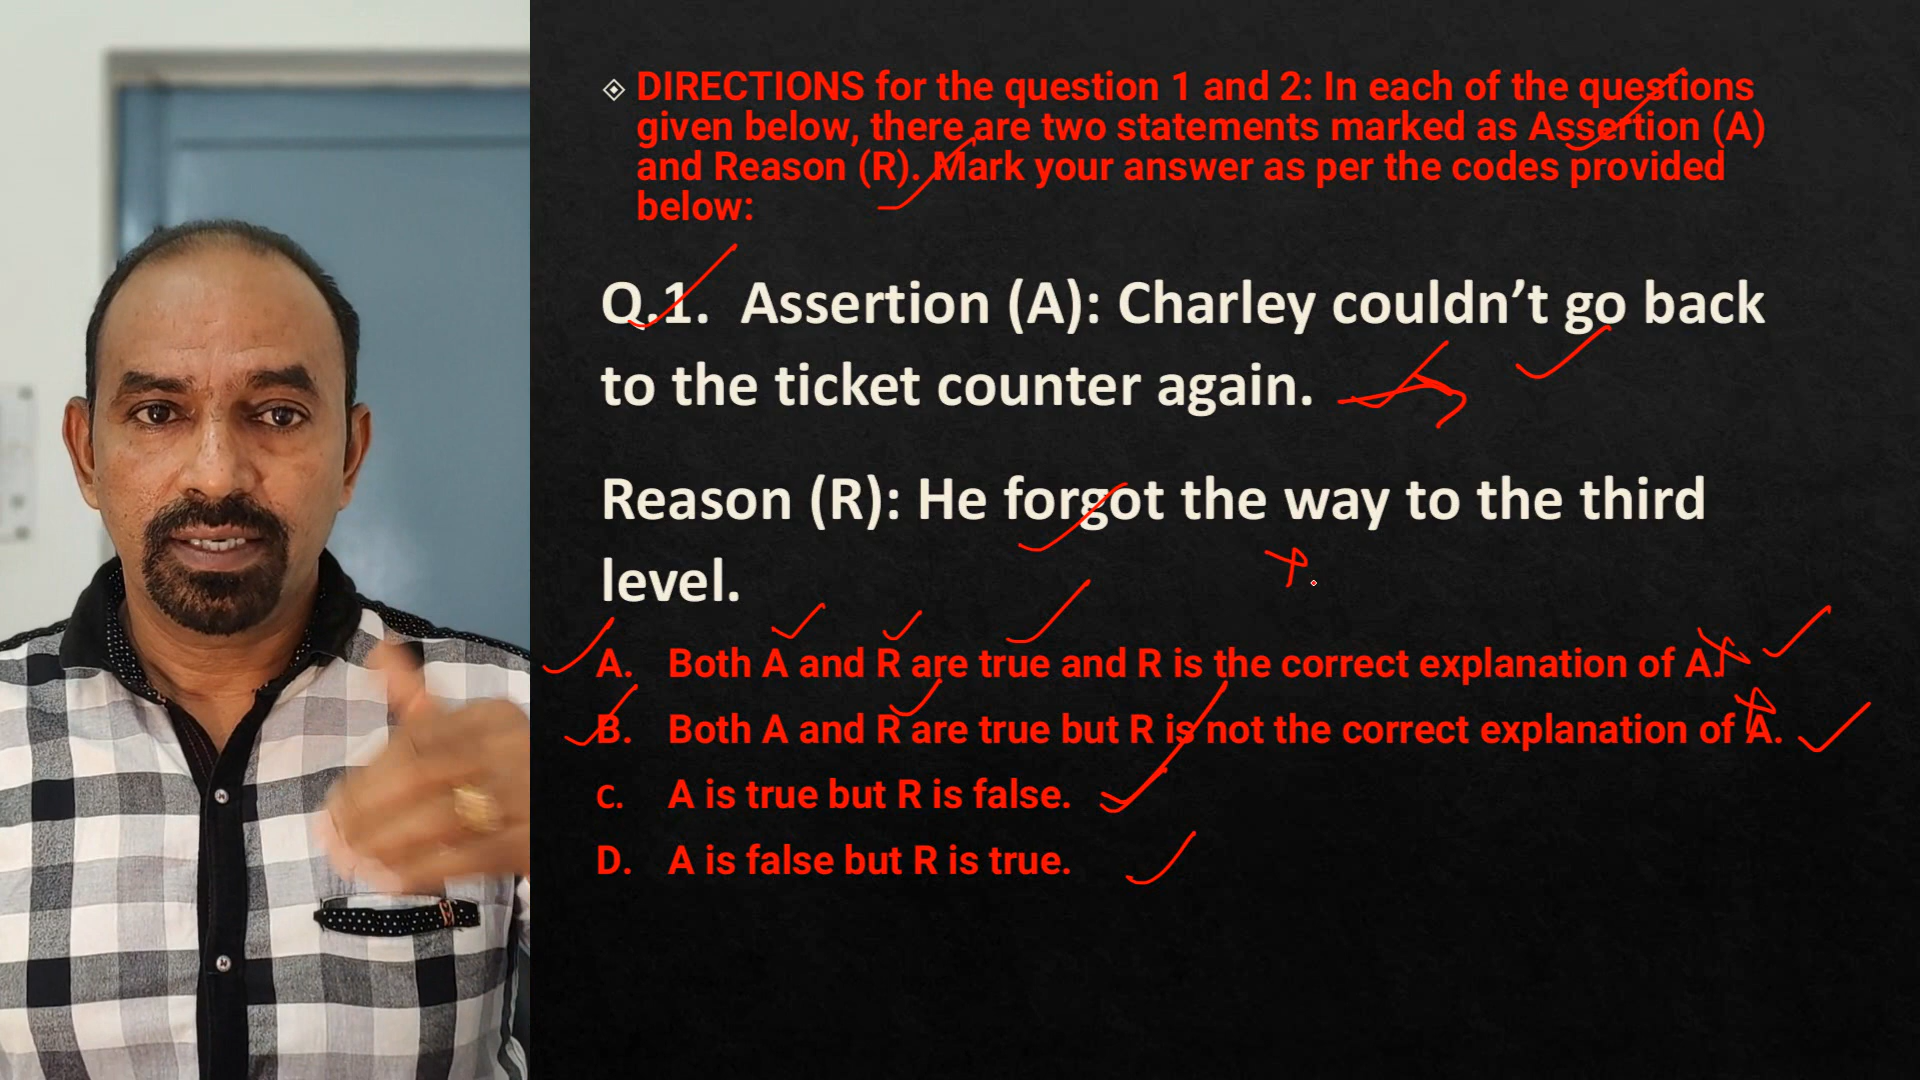 DIRECTIONS for the question 1 and 2: In each of the questions
given below, there are two statements marked as Assertion (A)
and Reason (R). Mark your answer as per the codes provided
below:
Q.1. Assertion (A): Charley couldn’t go back
to the ticket counter again.
Reason (R): He forgot the way to the third
level.
A. Both A and R are true and R is the correct explanation of A.
B. Both A and R are true but R is not the correct explanation of A.
C. A is true but R is false.
D. A is false but R is true.